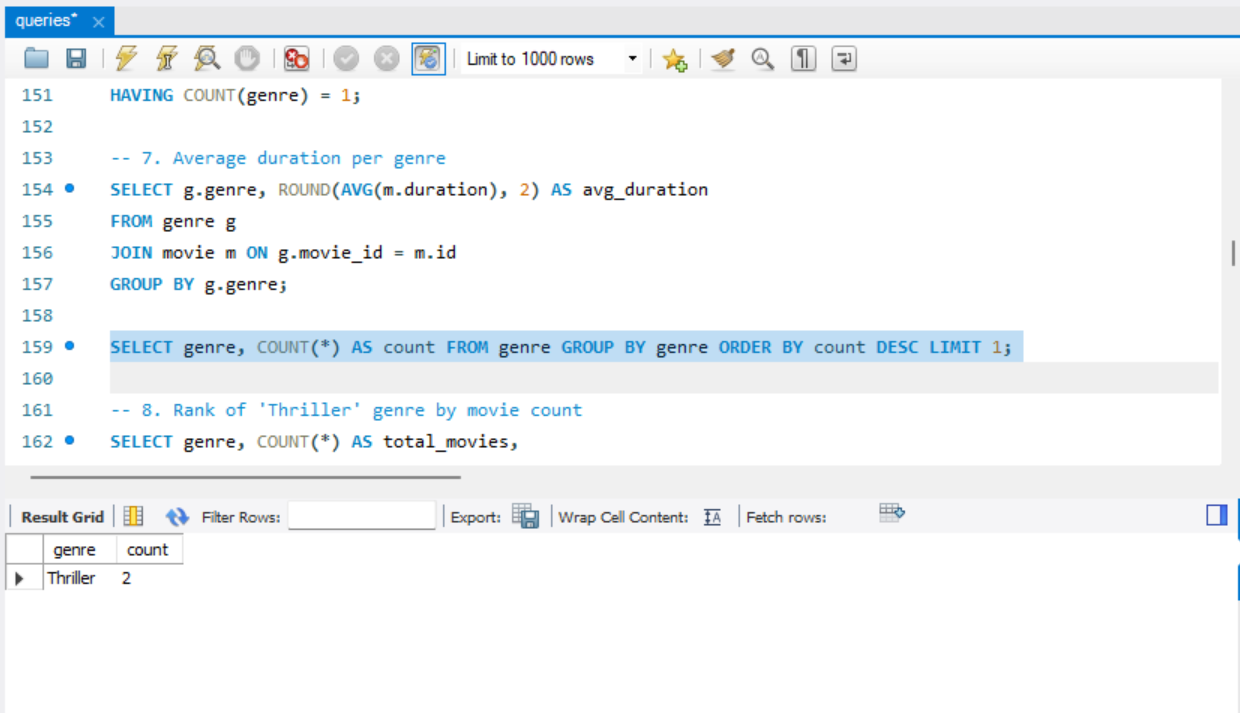 queries*
Limit to 1000 rows
151 HAVING COUNT(genre) = 1;
152
153 -- 7. Average duration per genre
154 SELECT g.genre, ROUND(AVG(m.duration), 2) AS avg_duration
155 FROM genre g
156 JOIN movie m ON g.movie_id = m.id
157 GROUP BY g.genre;
158
159 SELECT genre, COUNT(*) AS count FROM genre GROUP BY genre ORDER BY count DESC LIMIT 1;
160
161 -- 8. Rank of 'Thriller' genre by movie count
162 SELECT genre, COUNT(*) AS total_movies,
Result Grid Filter Rows: Export: Wrap Cell Content: IA Fetch rows:
genre count
Thriller 2